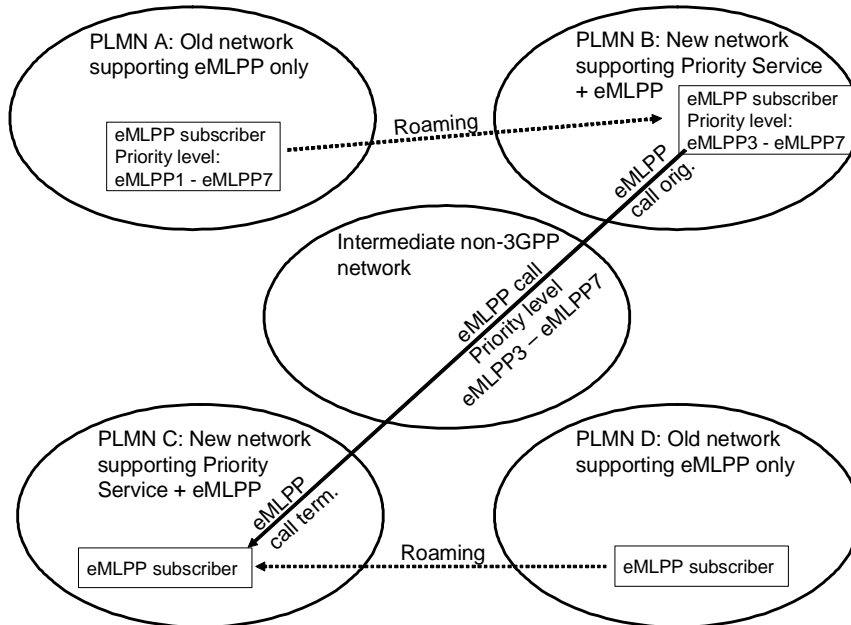 PLMN A: Old network
supporting eMLPP only
eMLPP subscriber
Priority level:
eMLPP1 - eMLPP7
Roaming
PLMN B: New network
supporting Priority Service
+ eMLPP
eMLPP subscriber
Priority level:
eMLPP3 - eMLPP7
eMLPP
call orig.
Intermediate non-3GPP
network
eMLPP call
Priority level
eMLPP3 – eMLPP7
PLMN C: New network
supporting Priority
Service + eMLPP
eMLPP
call term.
eMLPP subscriber
Roaming
PLMN D: Old network
supporting eMLPP only
eMLPP subscriber